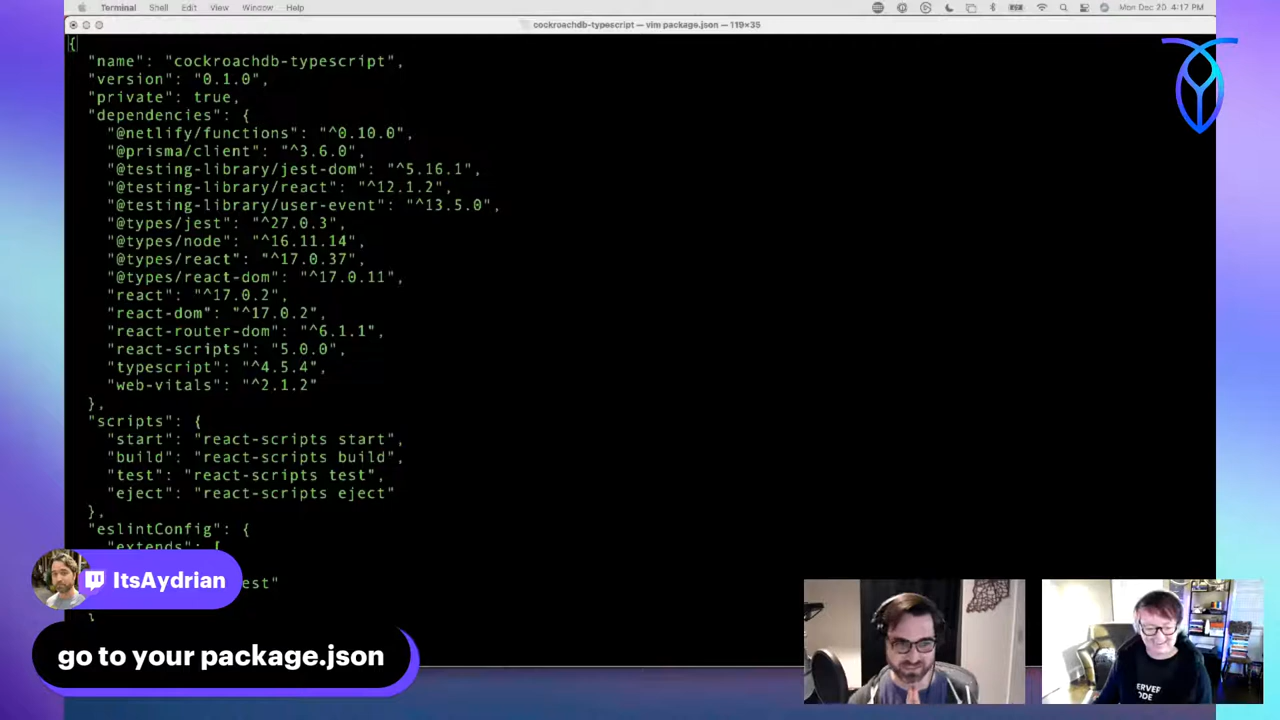 Terminal Shell Edit View Window Help
Mon Dec 20 4:17 PM
cockroachdb-typescript — vim package.json — 119×35
{
"name": "cockroachdb-typescript",
"version": "0.1.0",
"private": true,
"dependencies": {
"@netlify/functions": "^0.10.0",
"@prisma/client": "^3.6.0",
"@testing-library/jest-dom": "^5.16.1",
"@testing-library/react": "^12.1.2",
"@testing-library/user-event": "^13.5.0",
"@types/jest": "^27.0.3",
"@types/node": "^16.11.14",
"@types/react": "^17.0.37",
"@types/react-dom": "^17.0.11",
"react": "^17.0.2",
"react-dom": "^17.0.2",
"react-router-dom": "^6.1.1",
"react-scripts": "5.0.0",
"typescript": "^4.5.4",
"web-vitals": "^2.1.2"
},
"scripts": {
"start": "react-scripts start",
"build": "react-scripts build",
"test": "react-scripts test",
"eject": "react-scripts eject"
},
"eslintConfig": {
"extends": [
est"
}
ItsAydrian
go to your package.json